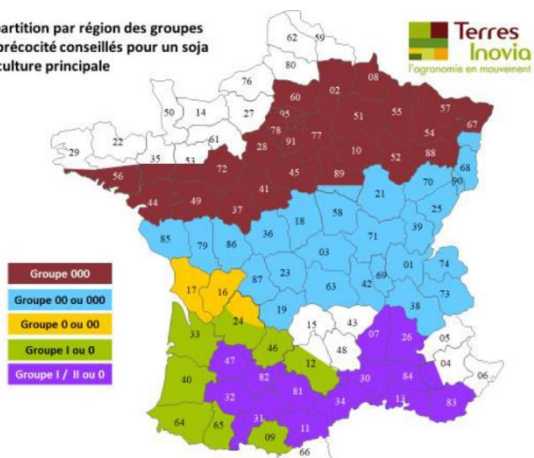 partition par région des groupes
précocité conseillés pour un soja
culture principale
Terres
Inovia
l'agronomie en mouvement
62 59
80
76
60 02 08
50 14 27 95 51 55 57
78 77 54 67
61 91
29 22 35 53 28 10 52 88
56 72 45 89 68
41 70 90
44 49 37 21
25
58
18 39
85 79 86 36 71
03 01 74
Groupe 000
87 23 69
42
Groupe 00 ou 000
63 73
17 16 38
19
Groupe 0 ou 00
24 15 43 07 26 05
33
Groupe I ou 0
46 48 04
12 06
Groupe I / II ou 0
47
40 82 30 84
32 81
34 13 83
31
64 65 11
09
66